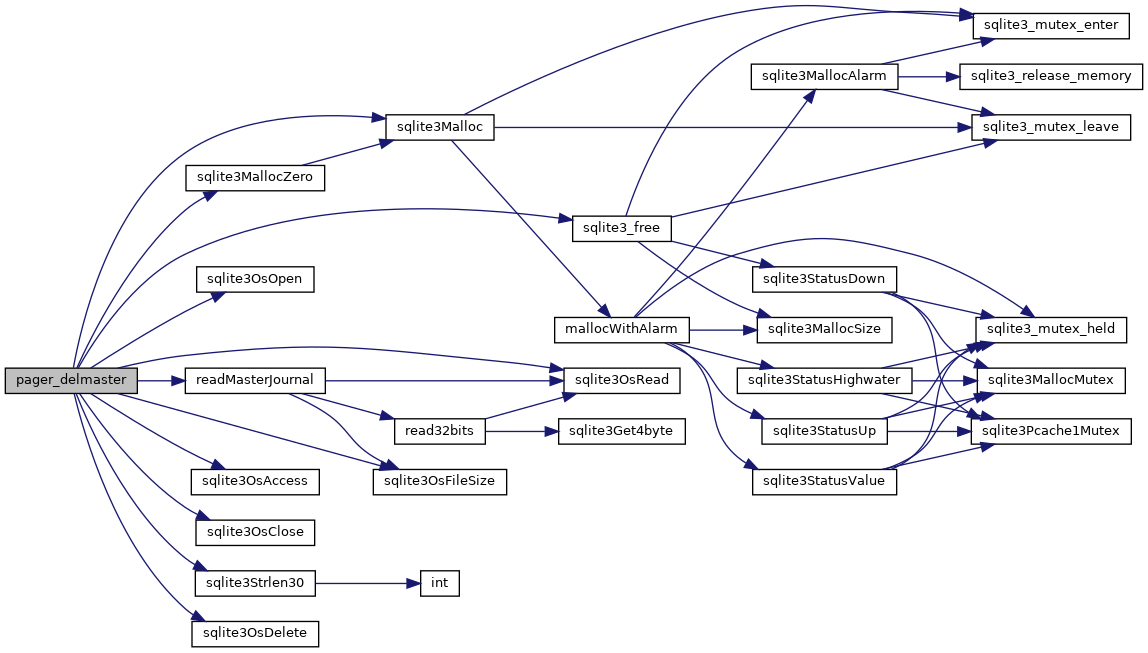 sqlite3_mutex_enter
sqlite3MallocAlarm
sqlite3_release_memory
sqlite3Malloc
sqlite3_mutex_leave
sqlite3MallocZero
sqlite3_free
sqlite3OsOpen
sqlite3StatusDown
mallocWithAlarm
sqlite3MallocSize
sqlite3_mutex_held
pager_delmaster
readMasterJournal
sqlite3OsRead
sqlite3StatusHighwater
sqlite3MallocMutex
read32bits
sqlite3Get4byte
sqlite3StatusUp
sqlite3Pcache1Mutex
sqlite3OsAccess
sqlite3OsFileSize
sqlite3StatusValue
sqlite3OsClose
sqlite3Strlen30
int
sqlite3OsDelete